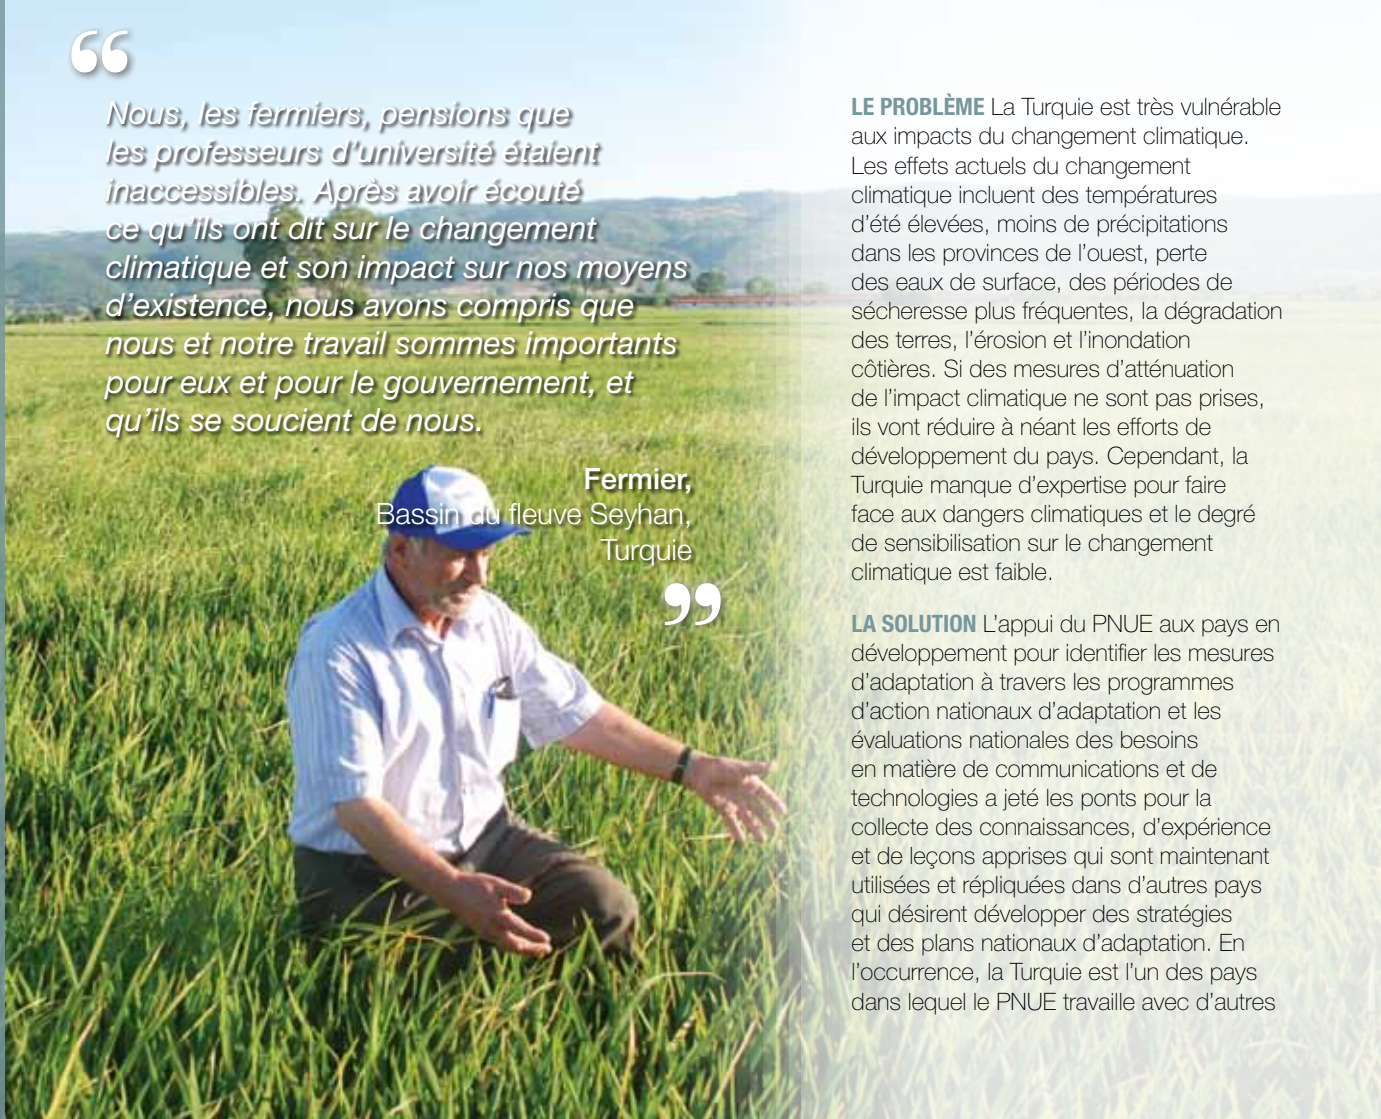 “
Nous, les fermiers, pensions que
les professeurs d’université étaient
inaccessibles. Après avoir écouté
ce qu’ils ont dit sur le changement
climatique et son impact sur nos moyens
d’existence, nous avons compris que
nous et notre travail sommes importants
pour eux et pour le gouvernement, et
qu’ils se soucient de nous.
Fermier,
Bassin du fleuve Seyhan,
Turquie
”
LE PROBLÈME La Turquie est très vulnérable
aux impacts du changement climatique.
Les effets actuels du changement
climatique incluent des températures
d’été élevées, moins de précipitations
dans les provinces de l’ouest, perte
des eaux de surface, des périodes de
sécheresse plus fréquentes, la dégradation
des terres, l’érosion et l’inondation
côtières. Si des mesures d’atténuation
de l’impact climatique ne sont pas prises,
ils vont réduire à néant les efforts de
développement du pays. Cependant, la
Turquie manque d’expertise pour faire
face aux dangers climatiques et le degré
de sensibilisation sur le changement
climatique est faible.
LA SOLUTION L’appui du PNUE aux pays en
développement pour identifier les mesures
d’adaptation à travers les programmes
d’action nationaux d’adaptation et les
évaluations nationales des besoins
en matière de communications et de
technologies a jeté les ponts pour la
collecte des connaissances, d’expérience
et de leçons apprises qui sont maintenant
utilisées et répliquées dans d’autres pays
qui désirent développer des stratégies
et des plans nationaux d’adaptation. En
l’occurrence, la Turquie est l’un des pays
dans lequel le PNUE travaille avec d’autres